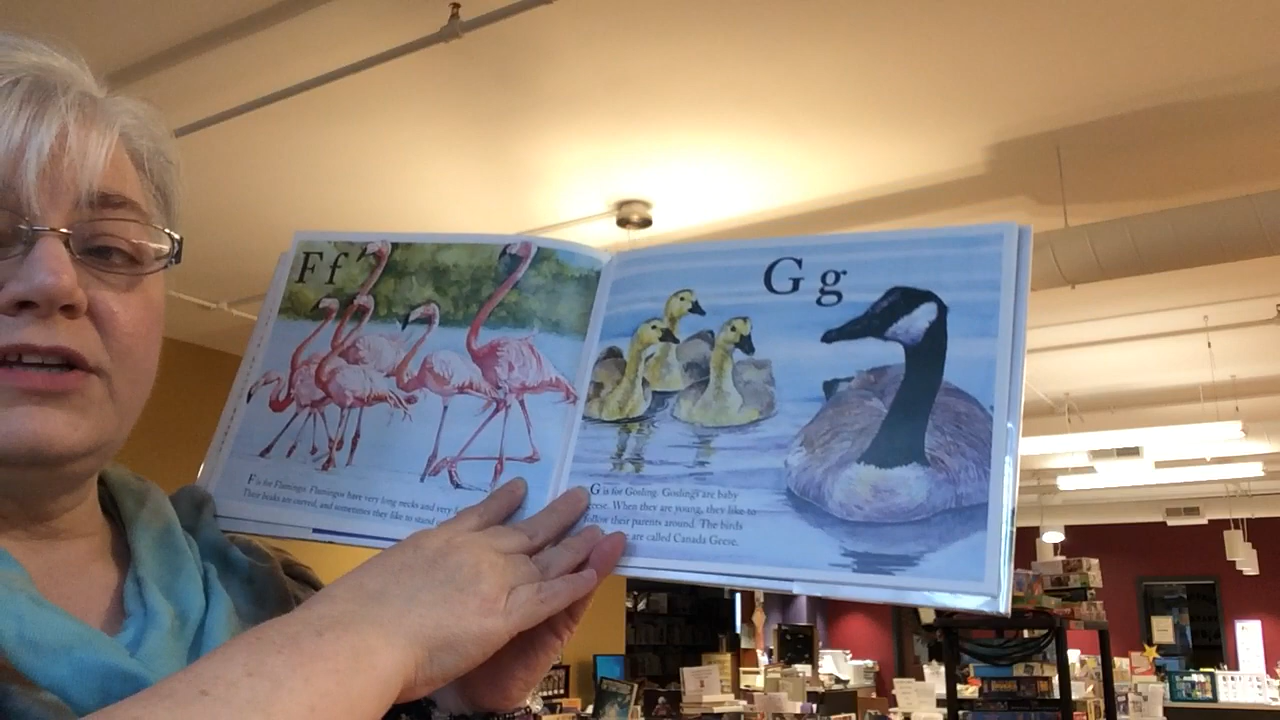 Ff
F is for Flamingo. Flamingos have very long necks and very
Their beaks are curved, and sometimes they like to stand
Gg
G is for Gosling. Goslings are baby
geese. When they are young, they like to
follow their parents around. The birds
are called Canada Geese.